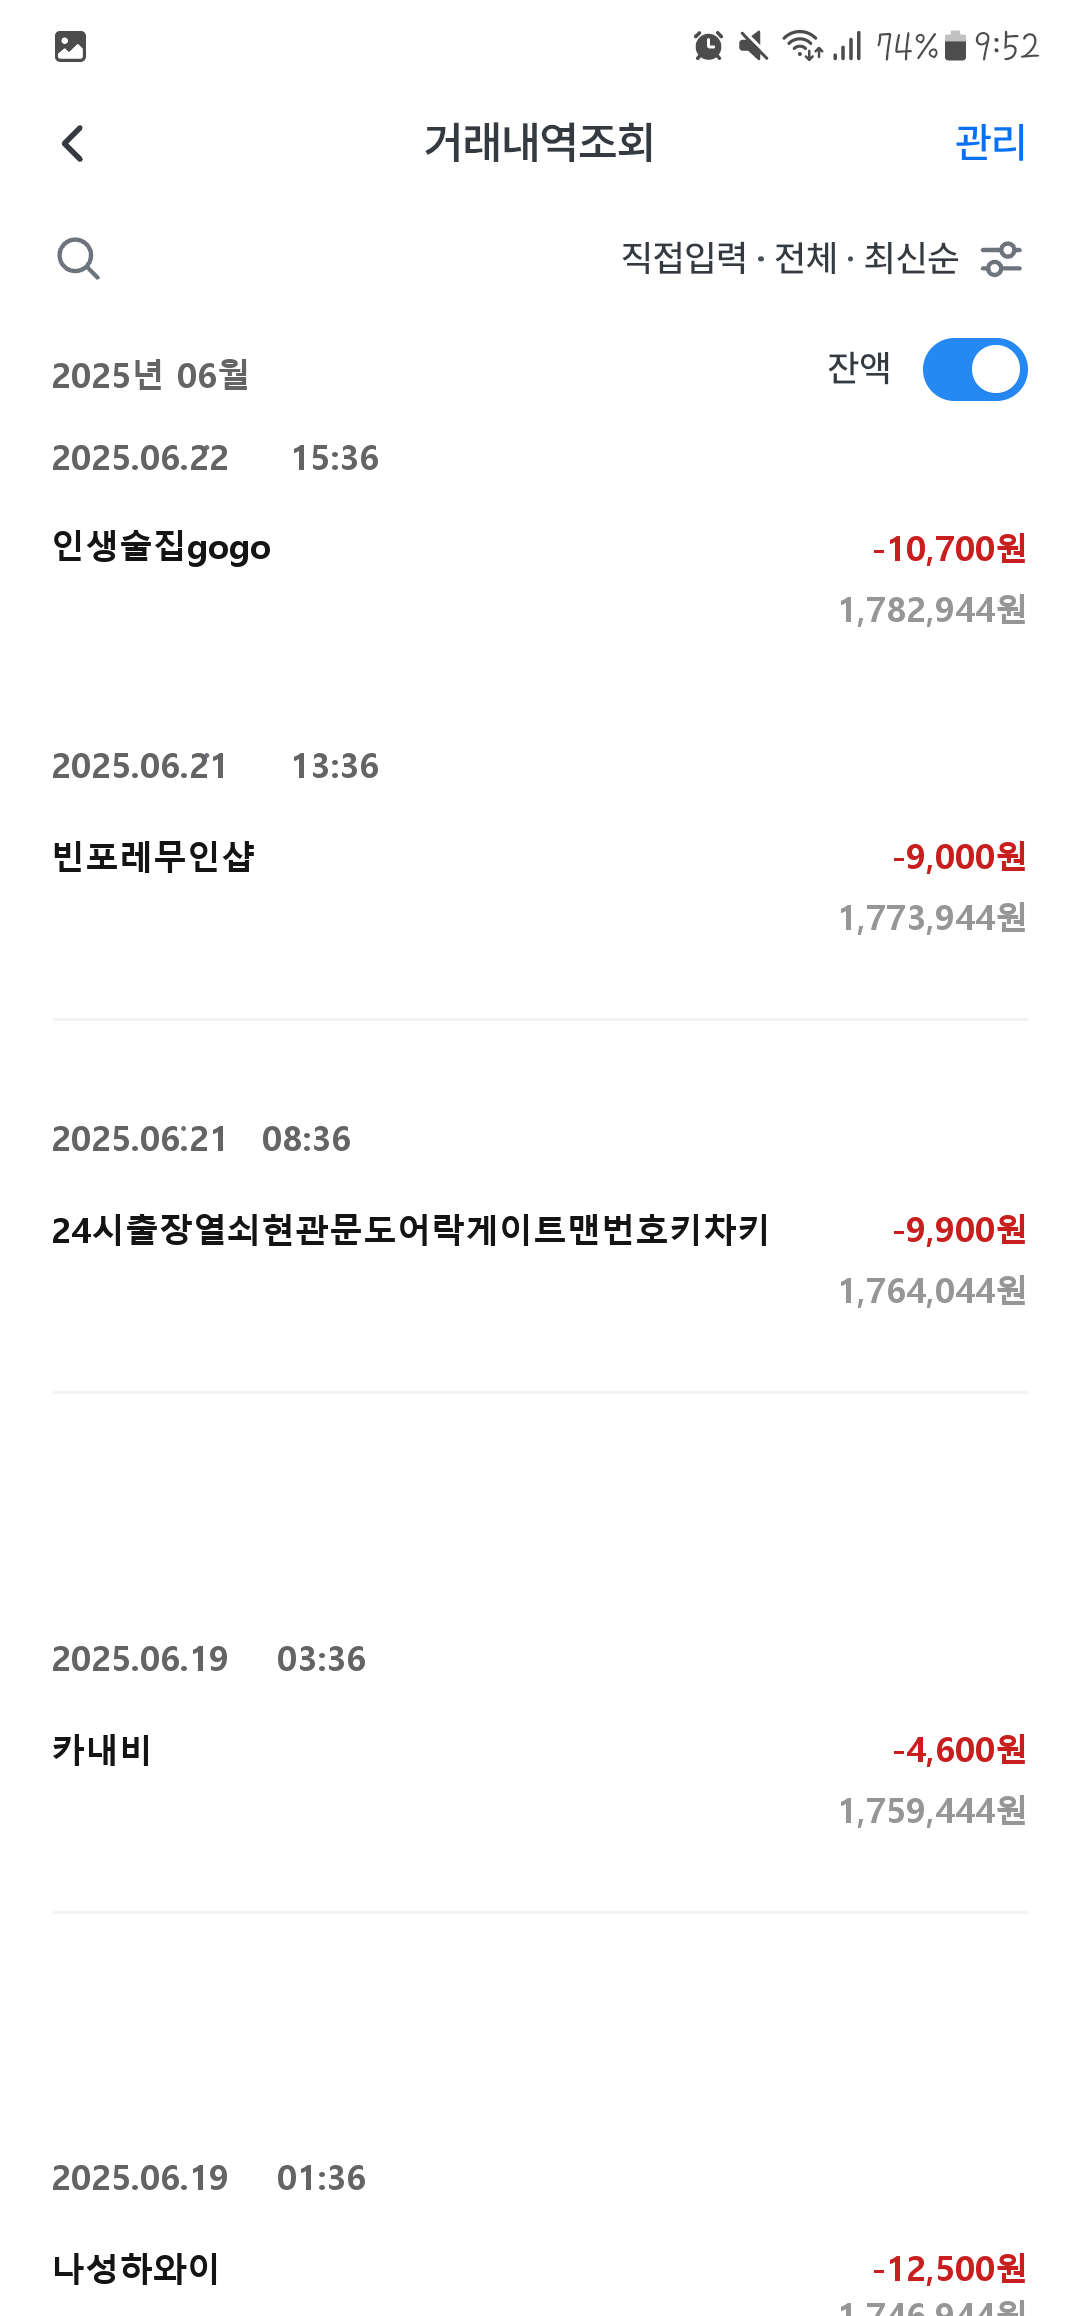 74% 9:52
거래내역조회 관리
직접입력 · 전체 · 최신순
2025년 06월 잔액
2025.06.22 15:36
인생술집gogo -10,700원
1,782,944원
2025.06.21 13:36
빈포레무인샵 -9,000원
1,773,944원
2025.06.21 08:36
24시출장열쇠현관문도어락게이트맨번호키차키 -9,900원
1,764,044원
2025.06.19 03:36
카내비 -4,600원
1,759,444원
2025.06.19 01:36
나성하와이 -12,500원
1,746,944원